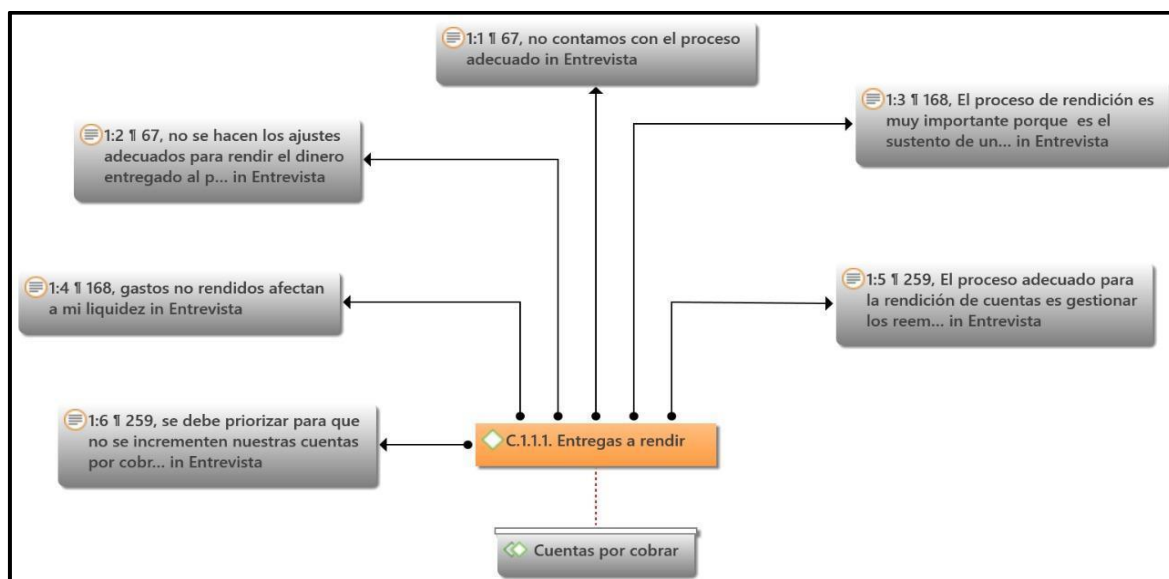 1:1 ¶ 67, no contamos con el proceso
adecuado in Entrevista
1:3 ¶ 168, El proceso de rendición es
muy importante porque es el
sustento de un... in Entrevista
1:2 ¶ 67, no se hacen los ajustes
adecuados para rendir el dinero
entregado al p... in Entrevista
1:5 ¶ 259, El proceso adecuado para
la rendición de cuentas es gestionar
los reem... in Entrevista
1:4 ¶ 168, gastos no rendidos afectan
a mi liquidez in Entrevista
1:6 ¶ 259, se debe priorizar para que
no se incrementen nuestras cuentas
por cobr... in Entrevista
C.1.1.1. Entregas a rendir
Cuentas por cobrar